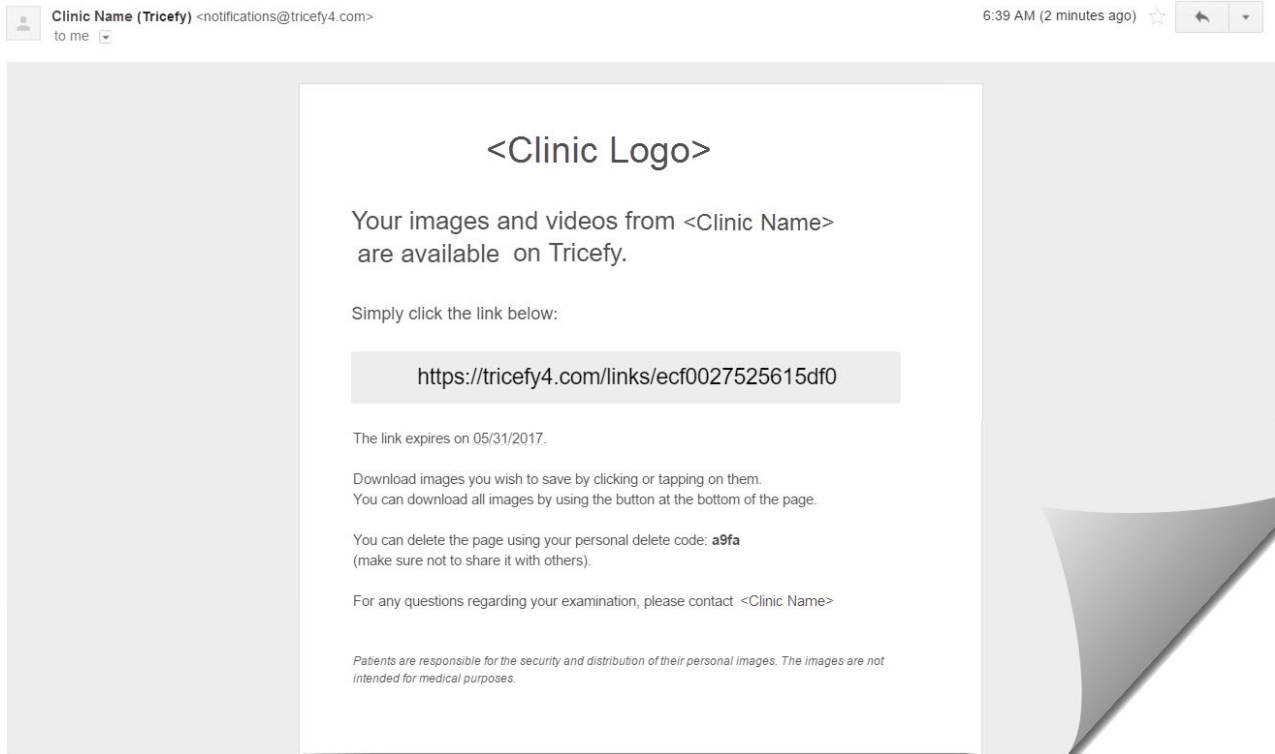 Clinic Name (Tricefy) <notifications@tricefy4.com>
6:39 AM (2 minutes ago)
to me
<Clinic Logo>
Your images and videos from <Clinic Name>
are available on Tricefy.
Simply click the link below:
https://tricefy4.com/links/ecf0027525615df0
The link expires on 05/31/2017.
Download images you wish to save by clicking or tapping on them.
You can download all images by using the button at the bottom of the page.
You can delete the page using your personal delete code: a9fa
(make sure not to share it with others).
For any questions regarding your examination, please contact <Clinic Name>
Patients are responsible for the security and distribution of their personal images. The images are not
intended for medical purposes.